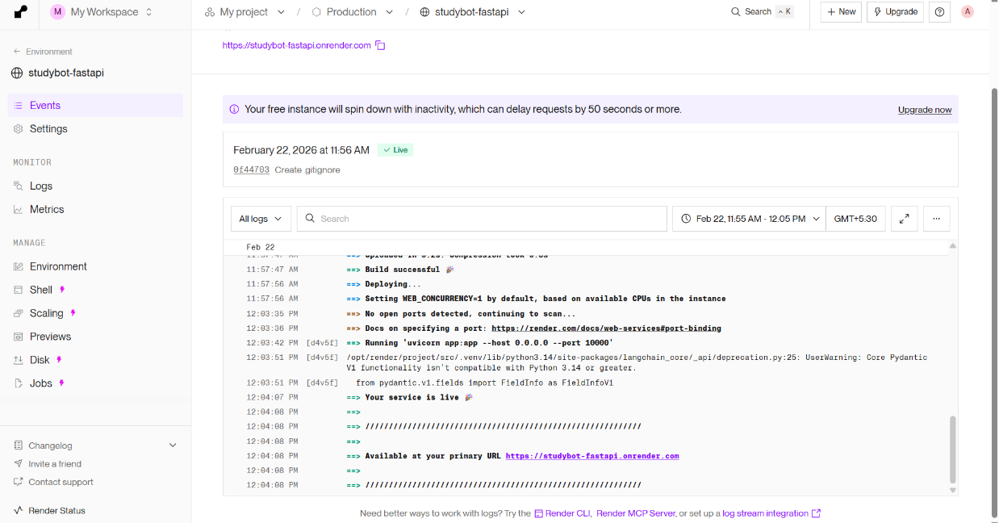 M My Workspace
My project / Production / studybot-fastapi
Search ^ K
+ New
Upgrade
A
← Environment
studybot-fastapi
Events
Settings
MONITOR
Logs
Metrics
MANAGE
Environment
Shell
Scaling
Previews
Disk
Jobs
Changelog
Invite a friend
Contact support
Render Status
https://studybot-fastapi.onrender.com
Your free instance will spin down with inactivity, which can delay requests by 50 seconds or more.
Upgrade now
February 22, 2026 at 11:56 AM ✓ Live
0f44703 Create .gitignore
All logs
Search
Feb 22, 11:55 AM - 12:05 PM
GMT+5:30
...
Feb 22
11:57:47 AM ==> Uploaded in 9.2s. Compression took 9.6s
11:57:47 AM ==> Build successful 🎉
11:57:56 AM ==> Deploying...
11:57:56 AM ==> Setting WEB_CONCURRENCY=1 by default, based on available CPUs in the instance
12:03:35 PM ==> No open ports detected, continuing to scan...
12:03:36 PM ==> Docs on specifying a port: https://render.com/docs/web-services#port-binding
12:03:42 PM [d4v5f] ==> Running 'uvicorn app:app --host 0.0.0.0 --port 10000'
12:03:51 PM [d4v5f] /opt/render/project/src/.venv/lib/python3.14/site-packages/langchain_core/_api/deprecation.py:25: UserWarning: Core Pydantic
V1 functionality isn't compatible with Python 3.14 or greater.
12:03:51 PM [d4v5f] from pydantic.v1.fields import FieldInfo as FieldInfoV1
12:04:07 PM ==> Your service is live 🎉
12:04:08 PM ==>
12:04:08 PM ==> ///////////////////////////////////////////////////////////
12:04:08 PM ==>
12:04:08 PM ==> Available at your primary URL https://studybot-fastapi.onrender.com
12:04:08 PM ==>
12:04:08 PM ==> ///////////////////////////////////////////////////////////
Need better ways to work with logs? Try the Render CLI, Render MCP Server, or set up a log stream integration